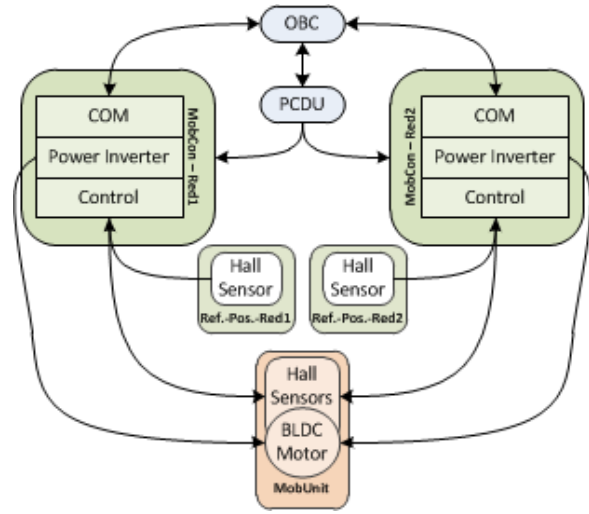 OBC
PCDU
COM
Power Inverter
Control
MobCon – Red1
COM
Power Inverter
Control
MobCon – Red2
Hall
Sensor
Ref.-Pos.-Red1
Hall
Sensor
Ref.-Pos.-Red2
Hall
Sensors
BLDC
Motor
MobUnit